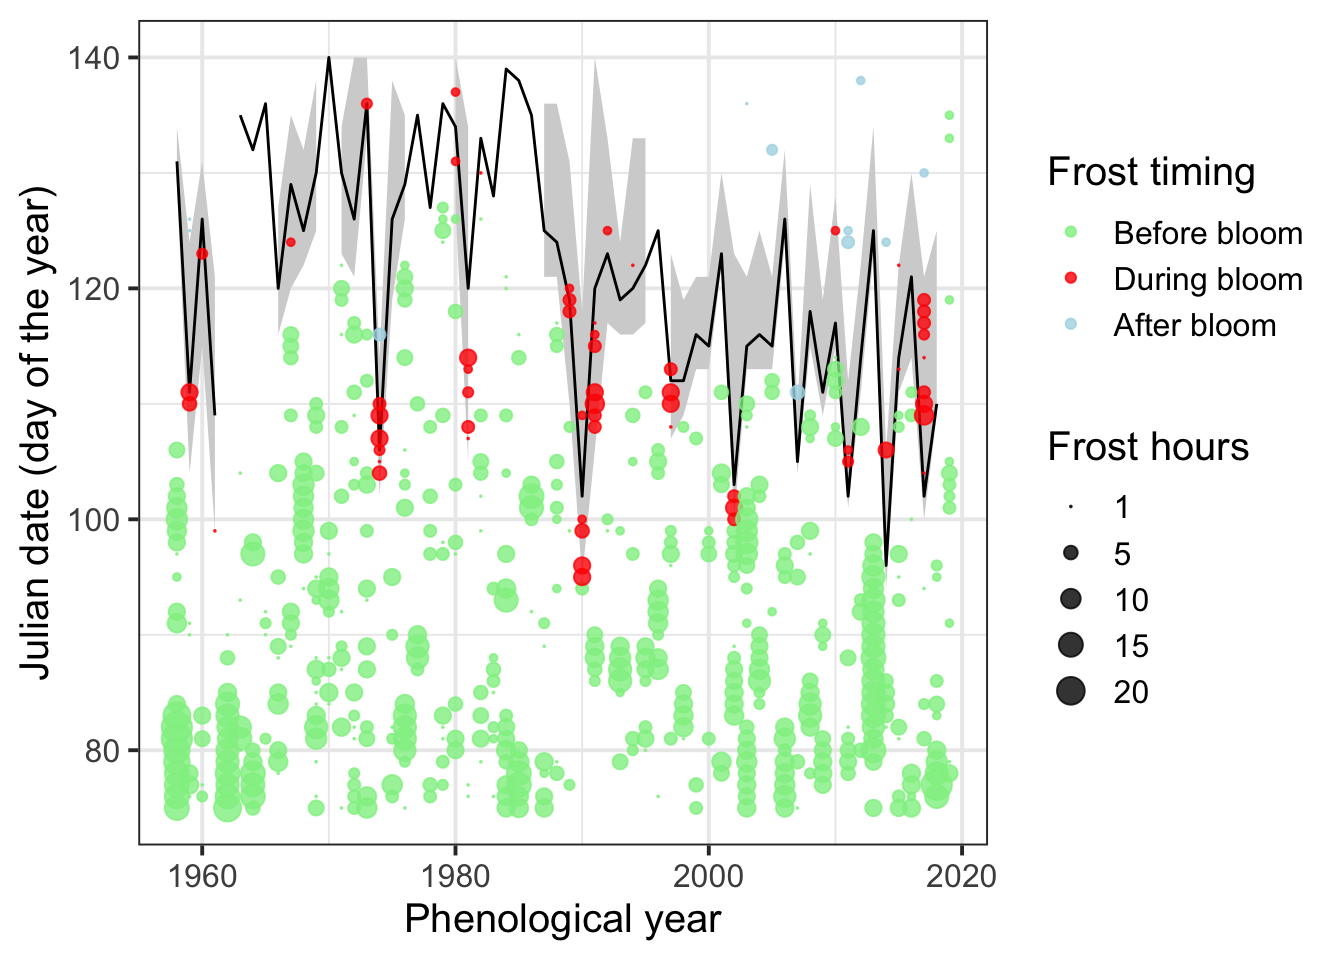 140
120
100
80
1960
1980
2000
2020
Phenological year
Julian date (day of the year)
Frost timing
Before bloom
During bloom
After bloom
Frost hours
1
5
10
15
20